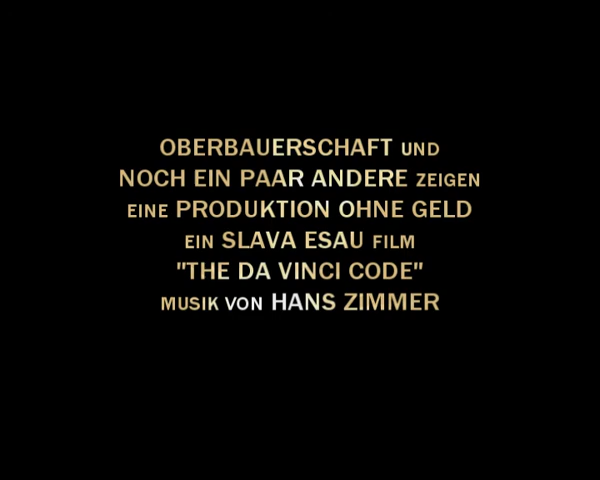 OBERBAUERSCHAFT UND
NOCH EIN PAAR ANDERE ZEIGEN
EINE PRODUKTION OHNE GELD
EIN SLAVA ESAU FILM
"THE DA VINCI CODE"
MUSIK VON HANS ZIMMER